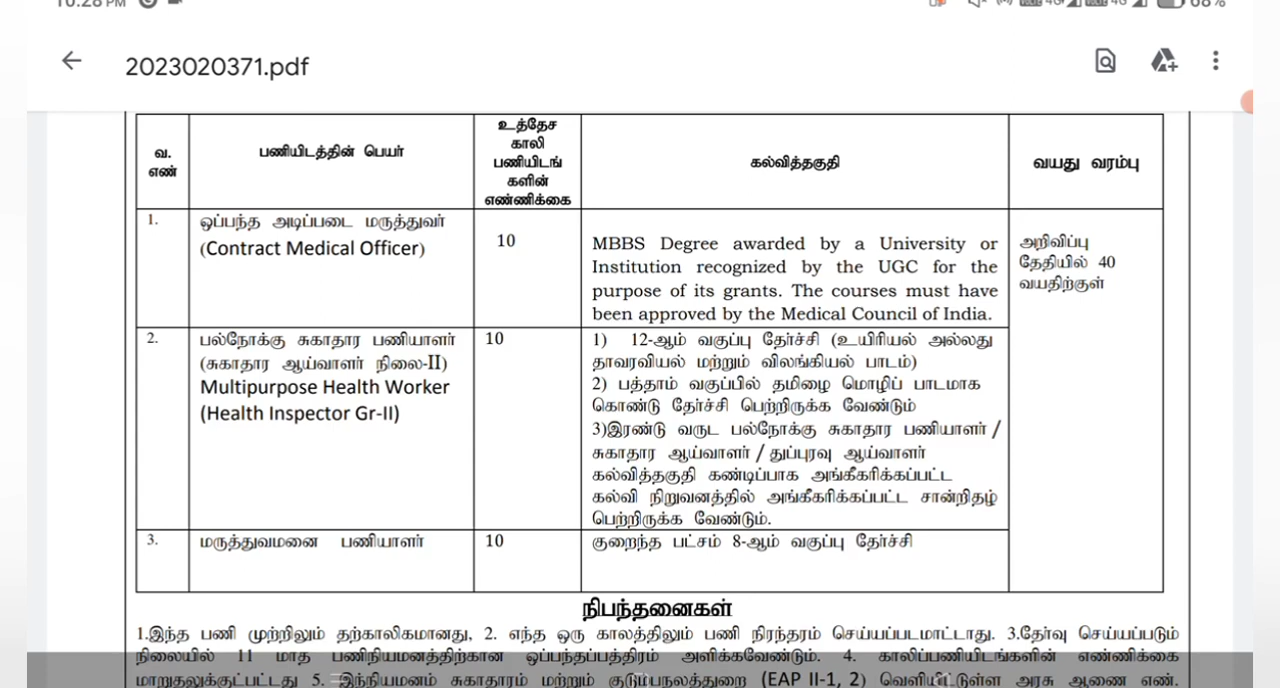 10:28 PM
68%
2023020371.pdf
வ. எண்
பணியிடத்தின் பெயர்
உத்தேச
காலி
பணியிடங்
களின்
எண்ணிக்கை
கல்வித்தகுதி
வயது வரம்பு
1.
ஒப்பந்த அடிப்படை மருத்துவர்
(Contract Medical Officer)
10
MBBS Degree awarded by a University or
Institution recognized by the UGC for the
purpose of its grants. The courses must have
been approved by the Medical Council of India.
அறிவிப்பு
தேதியில் 40
வயதிற்குள்
2.
பல்நோக்கு சுகாதார பணியாளர்
(சுகாதார ஆய்வாளர் நிலை-II)
Multipurpose Health Worker
(Health Inspector Gr-II)
10
1) 12-ஆம் வகுப்பு தேர்ச்சி (உயிரியல் அல்லது
தாவரவியல் மற்றும் விலங்கியல் பாடம்)
2) பத்தாம் வகுப்பில் தமிழை மொழிப் பாடமாக
கொண்டு தேர்ச்சி பெற்றிருக்க வேண்டும்
3)இரண்டு வருட பல்நோக்கு சுகாதார பணியாளர் /
சுகாதார ஆய்வாளர் / துப்புரவு ஆய்வாளர்
கல்வித்தகுதி கண்டிப்பாக அங்கீகரிக்கப்பட்ட
கல்வி நிறுவனத்தில் அங்கீகரிக்கப்பட்ட சான்றிதழ்
பெற்றிருக்க வேண்டும்.
3.
மருத்துவமனை பணியாளர்
10
குறைந்த பட்சம் 8-ஆம் வகுப்பு தேர்ச்சி
நிபந்தனைகள்
1.இந்த பணி முற்றிலும் தற்காலிகமானது, 2. எந்த ஒரு காலத்திலும் பணி நிரந்தரம் செய்யப்படமாட்டாது. 3.தேர்வு செய்யப்படும்
நிலையில் 11 மாத பணிநியமனத்திற்கான ஒப்பந்தப்பத்திரம் அளிக்கவேண்டும். 4. காலிப்பணியிடங்களின் எண்ணிக்கை
மாறுதலுக்குட்பட்டது 5. இந்நியமனம் சுகாதாரம் மற்றும் குடும்பநலத்துறை (EAP II-1, 2) வெளியிட்டுள்ள அரசு ஆணை எண்.